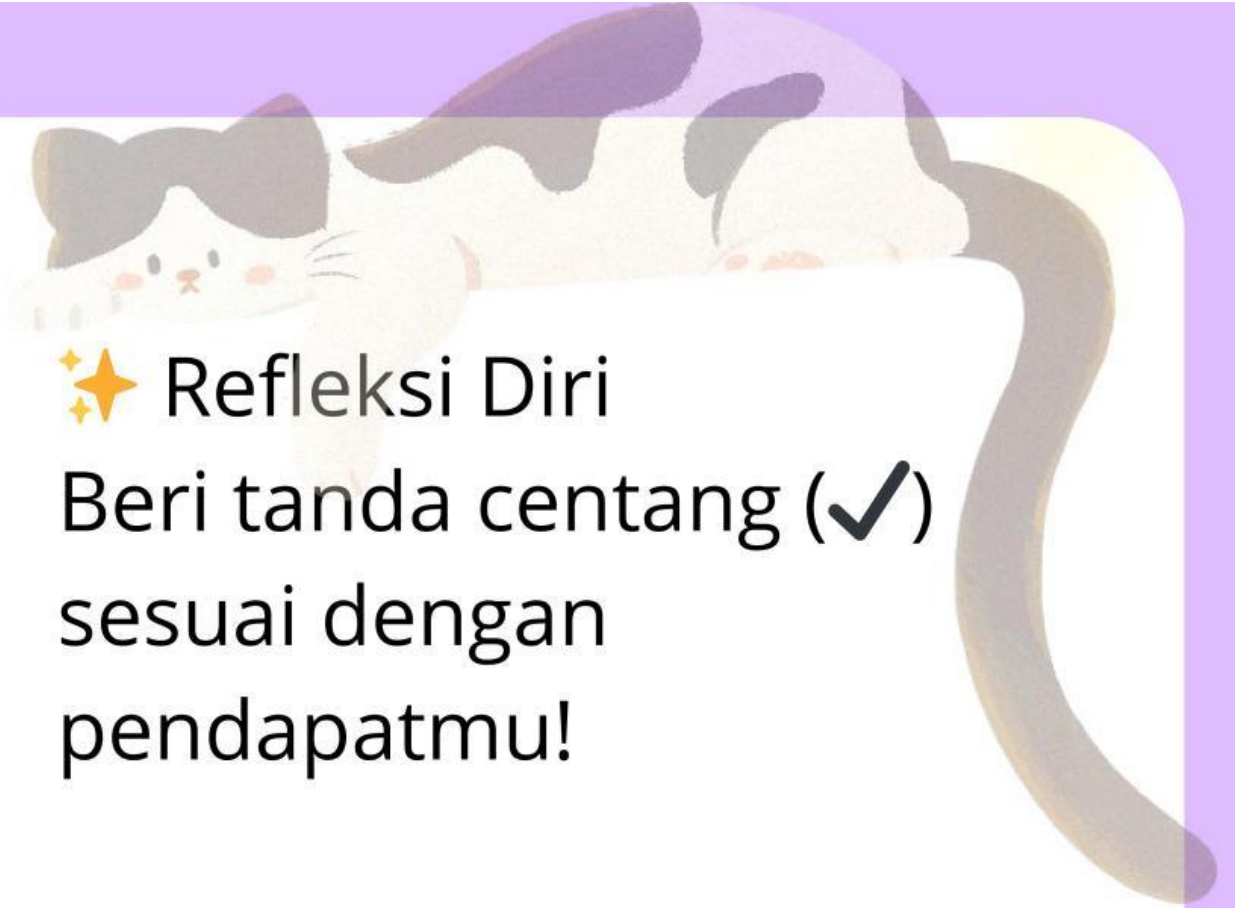 ✨ Refleksi Diri
Beri tanda centang (✔)
sesuai dengan
pendapatmu!